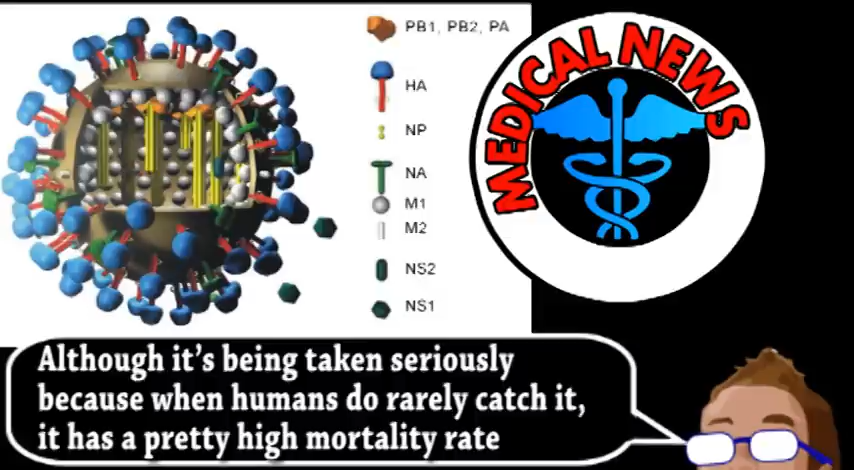 PB1, PB2, PA
HA
NP
NA
M1
M2
NS2
NS1
MEDICAL NEWS
Although it's being taken seriously
because when humans do rarely catch it,
it has a pretty high mortality rate